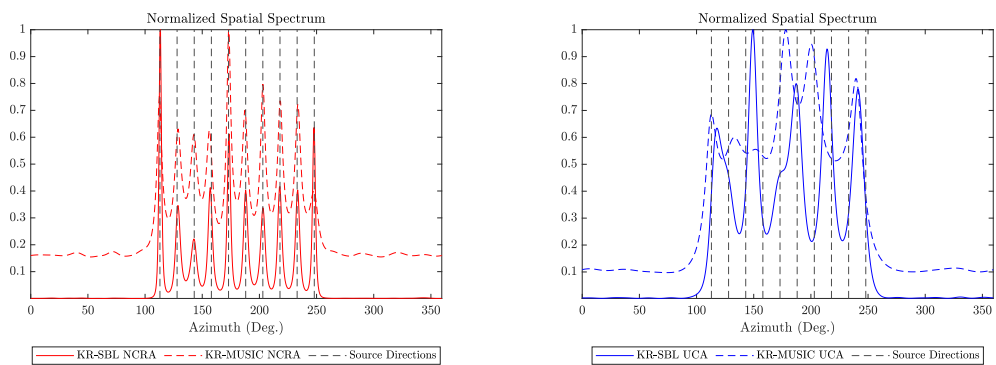 Normalized Spatial Spectrum
1
0.9
0.8
0.7
0.6
0.5
0.4
0.3
0.2
0.1
0 50 100 150 200 250 300 350
Azimuth (Deg.)
KR-SBL NCRA KR-MUSIC NCRA Source Directions
Normalized Spatial Spectrum
1
0.9
0.8
0.7
0.6
0.5
0.4
0.3
0.2
0.1
0 50 100 150 200 250 300 350
Azimuth (Deg.)
KR-SBL UCA KR-MUSIC UCA Source Directions